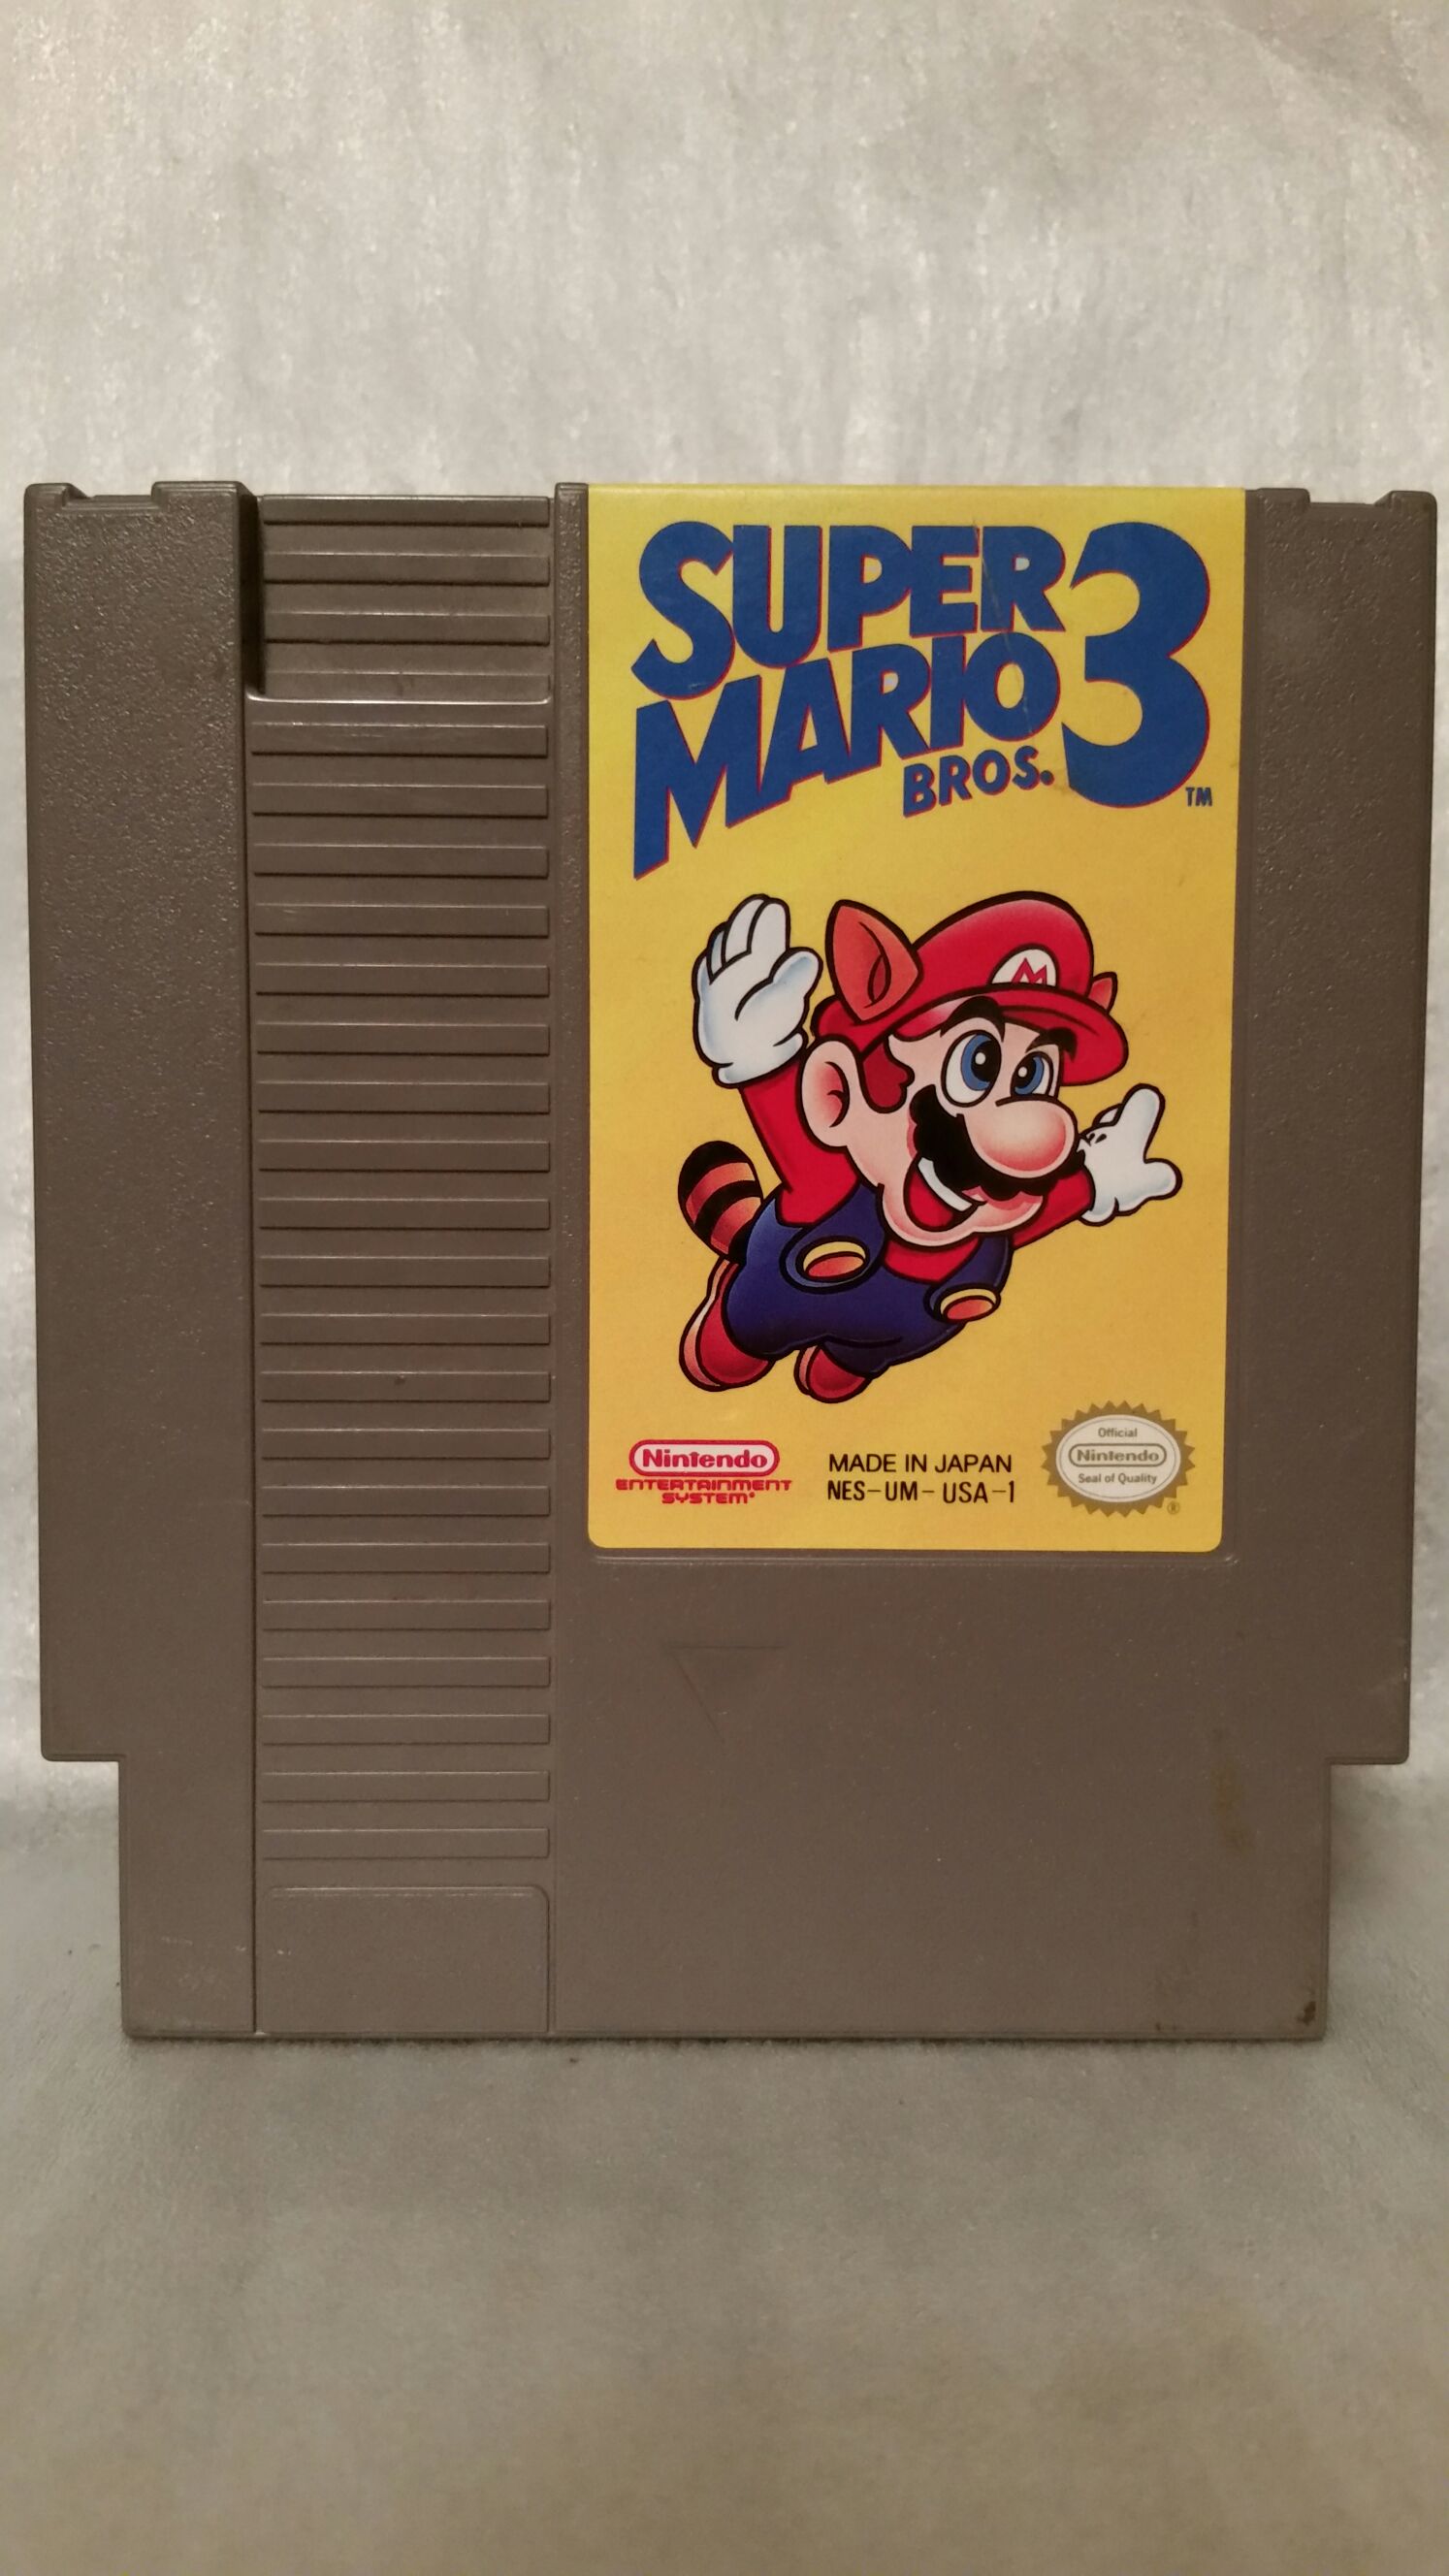 SUPER
MARIO 3
BROS. ™
M
Nintendo
ENTERTAINMENT
SYSTEM®
MADE IN JAPAN
NES-UM-USA-1
Official
Nintendo
Seal of Quality
®